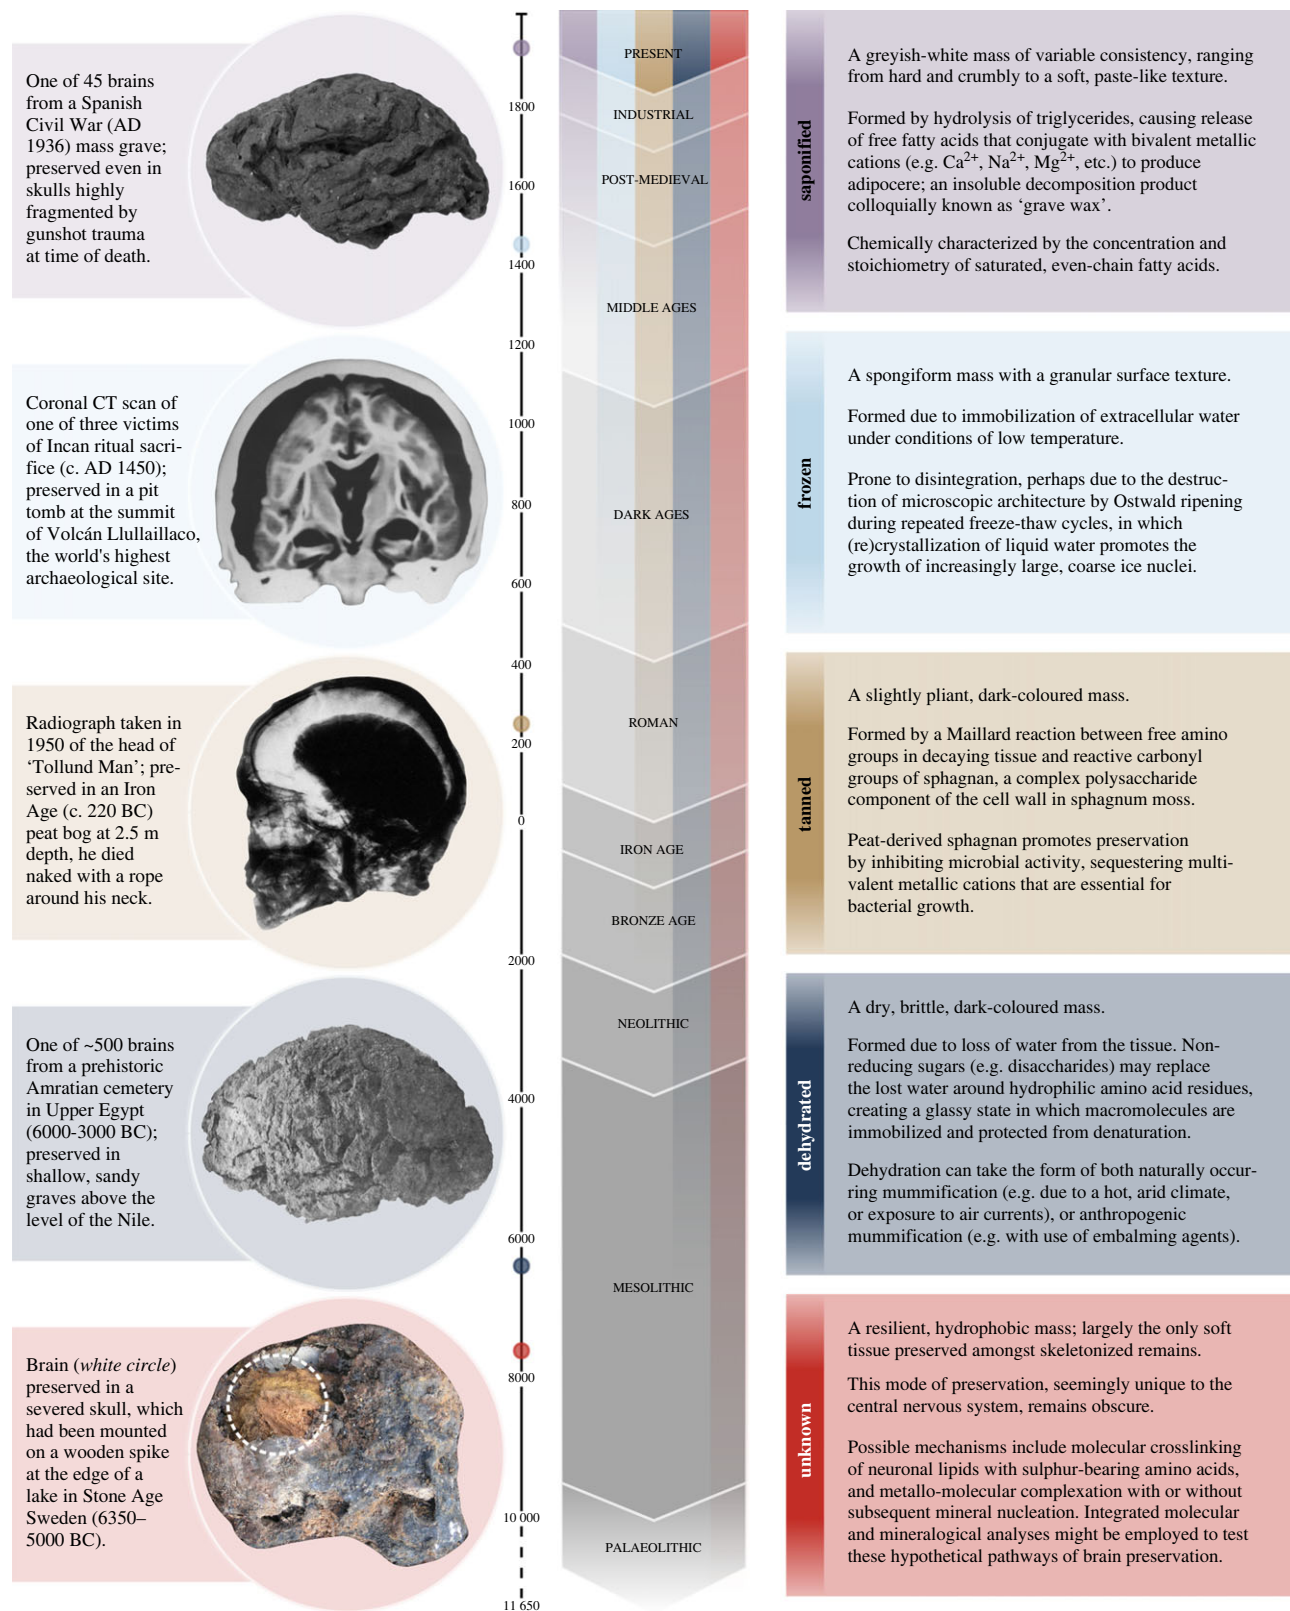 One of 45 brains
from a Spanish
Civil War (AD
1936) mass grave;
preserved even in
skulls highly
fragmented by
gunshot trauma
at time of death.
Coronal CT scan of
one of three victims
of Incan ritual sacri-
fice (c. AD 1450);
preserved in a pit
tomb at the summit
of Volcán Llullaillaco,
the world's highest
archaeological site.
Radiograph taken in
1950 of the head of
‘Tollund Man’; pre-
served in an Iron
Age (c. 220 BC)
peat bog at 2.5 m
depth, he died
naked with a rope
around his neck.
One of ~500 brains
from a prehistoric
Amratian cemetery
in Upper Egypt
(6000-3000 BC);
preserved in
shallow, sandy
graves above the
level of the Nile.
Brain (white circle)
preserved in a
severed skull, which
had been mounted
on a wooden spike
at the edge of a
lake in Stone Age
Sweden (6350–
5000 BC).
1800
1600
1400
1200
1000
800
600
400
200
0
2000
4000
6000
8000
10 000
11 650
PRESENT
INDUSTRIAL
POST-MEDIEVAL
MIDDLE AGES
DARK AGES
ROMAN
IRON AGE
BRONZE AGE
NEOLITHIC
MESOLITHIC
PALAEOLITHIC
saponified
A greyish-white mass of variable consistency, ranging
from hard and crumbly to a soft, paste-like texture.
Formed by hydrolysis of triglycerides, causing release
of free fatty acids that conjugate with bivalent metallic
cations (e.g. Ca²⁺, Na²⁺, Mg²⁺, etc.) to produce
adipocere; an insoluble decomposition product
colloquially known as ‘grave wax’.
Chemically characterized by the concentration and
stoichiometry of saturated, even-chain fatty acids.
frozen
A spongiform mass with a granular surface texture.
Formed due to immobilization of extracellular water
under conditions of low temperature.
Prone to disintegration, perhaps due to the destruc-
tion of microscopic architecture by Ostwald ripening
during repeated freeze-thaw cycles, in which
(re)crystallization of liquid water promotes the
growth of increasingly large, coarse ice nuclei.
tanned
A slightly pliant, dark-coloured mass.
Formed by a Maillard reaction between free amino
groups in decaying tissue and reactive carbonyl
groups of sphagnan, a complex polysaccharide
component of the cell wall in sphagnum moss.
Peat-derived sphagnan promotes preservation
by inhibiting microbial activity, sequestering multi-
valent metallic cations that are essential for
bacterial growth.
dehydrated
A dry, brittle, dark-coloured mass.
Formed due to loss of water from the tissue. Non-
reducing sugars (e.g. disaccharides) may replace
the lost water around hydrophilic amino acid residues,
creating a glassy state in which macromolecules are
immobilized and protected from denaturation.
Dehydration can take the form of both naturally occur-
ring mummification (e.g. due to a hot, arid climate,
or exposure to air currents), or anthropogenic
mummification (e.g. with use of embalming agents).
unknown
A resilient, hydrophobic mass; largely the only soft
tissue preserved amongst skeletonized remains.
This mode of preservation, seemingly unique to the
central nervous system, remains obscure.
Possible mechanisms include molecular crosslinking
of neuronal lipids with sulphur-bearing amino acids,
and metallo-molecular complexation with or without
subsequent mineral nucleation. Integrated molecular
and mineralogical analyses might be employed to test
these hypothetical pathways of brain preservation.